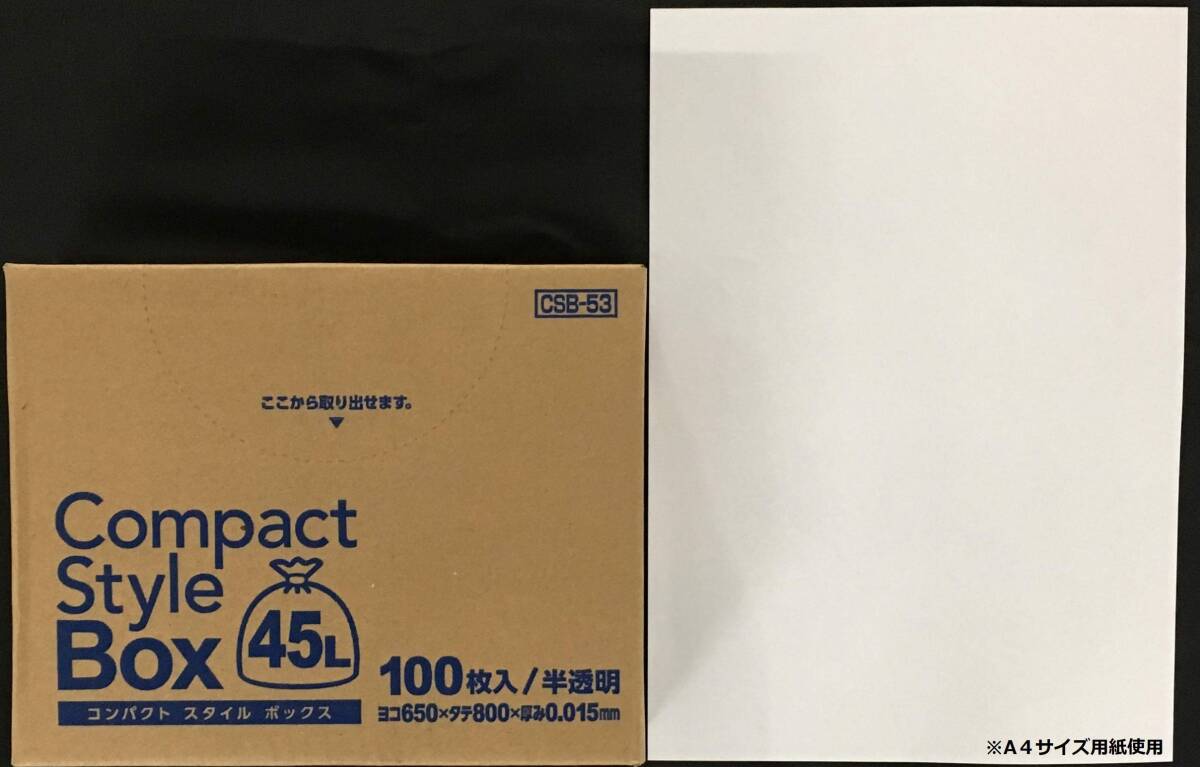 CSB-53
ここから取り出せます。
Compact
Style
Box
45L
コンパクト スタイル ボックス
100枚入/半透明
ヨコ650×タテ800×厚み0.015mm
※A4サイズ用紙使用